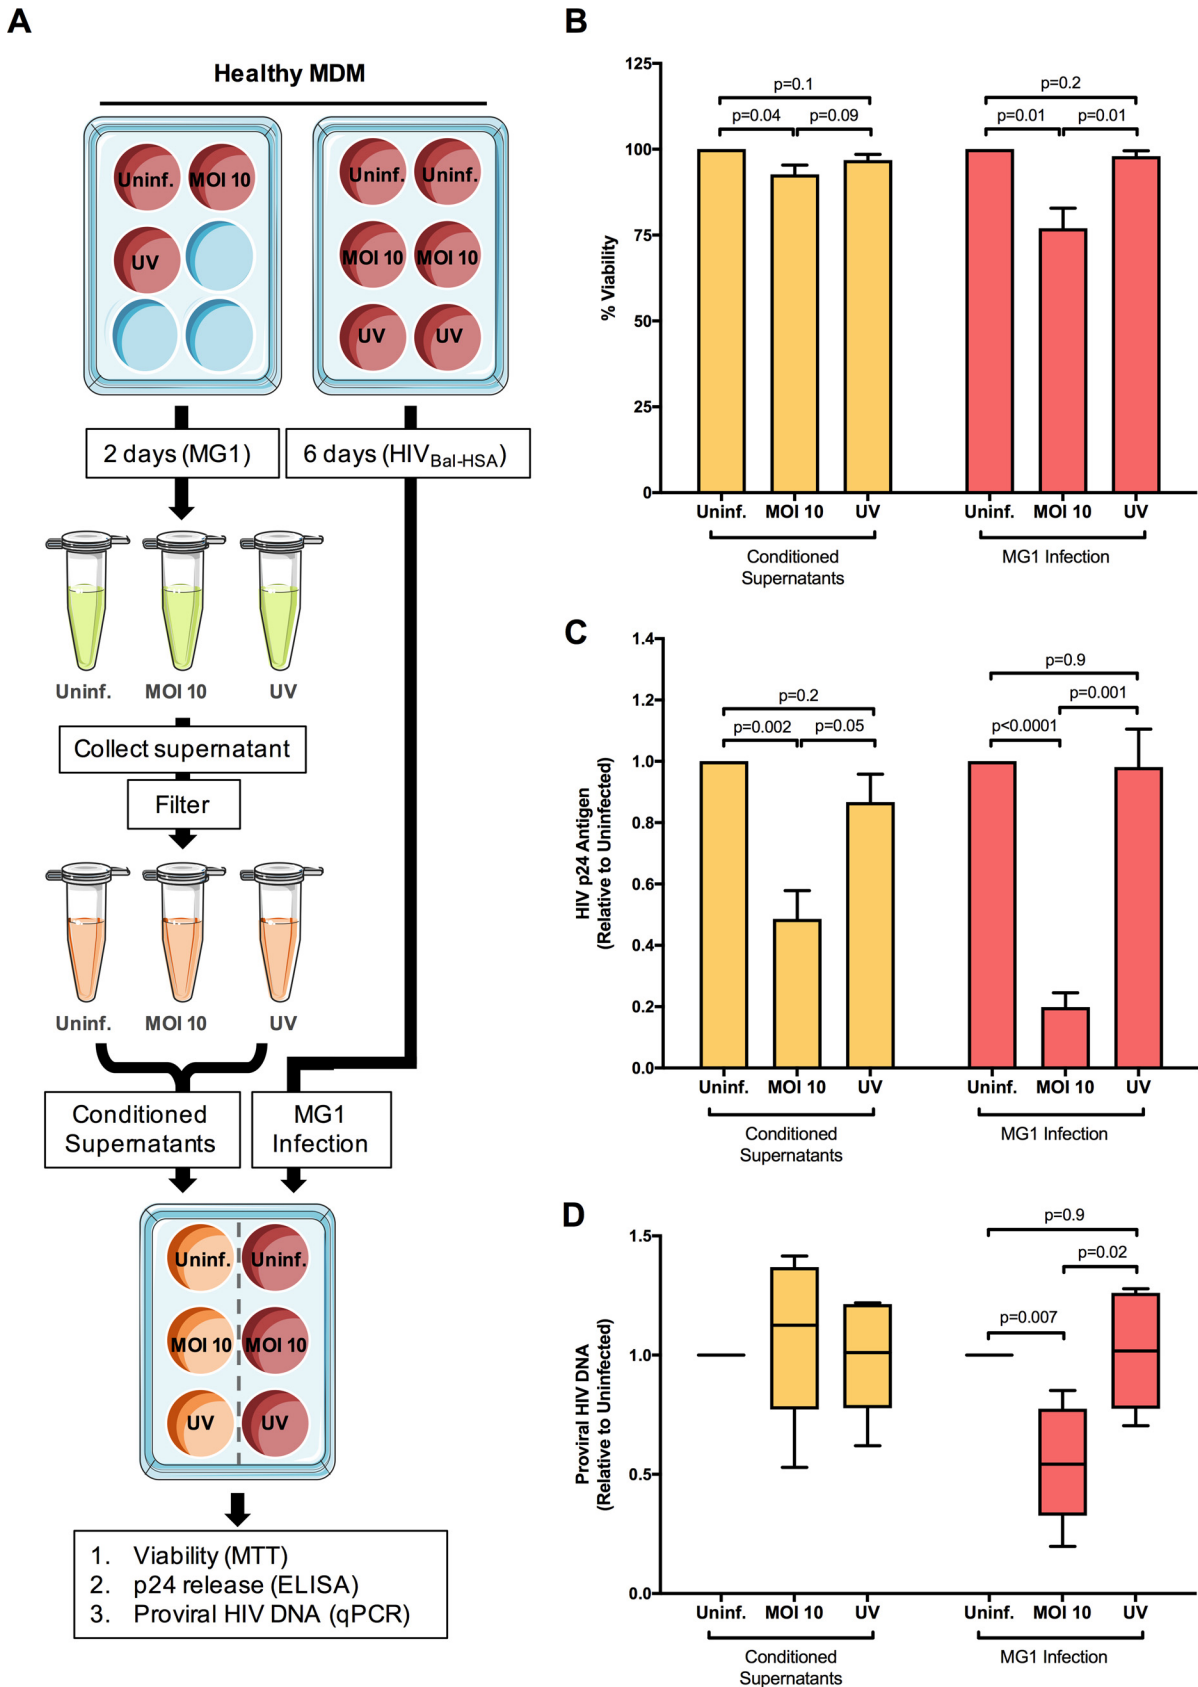 A
Healthy MDM
Uninf.
MOI 10
Uninf.
Uninf.
UV
MOI 10
MOI 10
UV
UV
2 days (MG1)
6 days (HIVBal-HSA)
Uninf.
MOI 10
UV
Collect supernatant
Filter
Uninf.
MOI 10
UV
Conditioned
Supernatants
MG1
Infection
Uninf.
Uninf.
MOI 10
MOI 10
UV
UV
1. Viability (MTT)
2. p24 release (ELISA)
3. Proviral HIV DNA (qPCR)
B
% Viability
125
100
75
50
25
0
p=0.1
p=0.04
p=0.09
p=0.2
p=0.01
p=0.01
Uninf.
MOI 10
UV
Uninf.
MOI 10
UV
Conditioned
Supernatants
MG1 Infection
C
HIV p24 Antigen
(Relative to Uninfected)
1.4
1.2
1.0
0.8
0.6
0.4
0.2
0.0
p=0.2
p=0.002
p=0.05
p=0.9
p=0.001
p<0.0001
Uninf.
MOI 10
UV
Uninf.
MOI 10
UV
Conditioned
Supernatants
MG1 Infection
D
Proviral HIV DNA
(Relative to Uninfected)
1.5
1.0
0.5
0.0
p=0.9
p=0.02
p=0.007
Uninf.
MOI 10
UV
Uninf.
MOI 10
UV
Conditioned
Supernatants
MG1 Infection